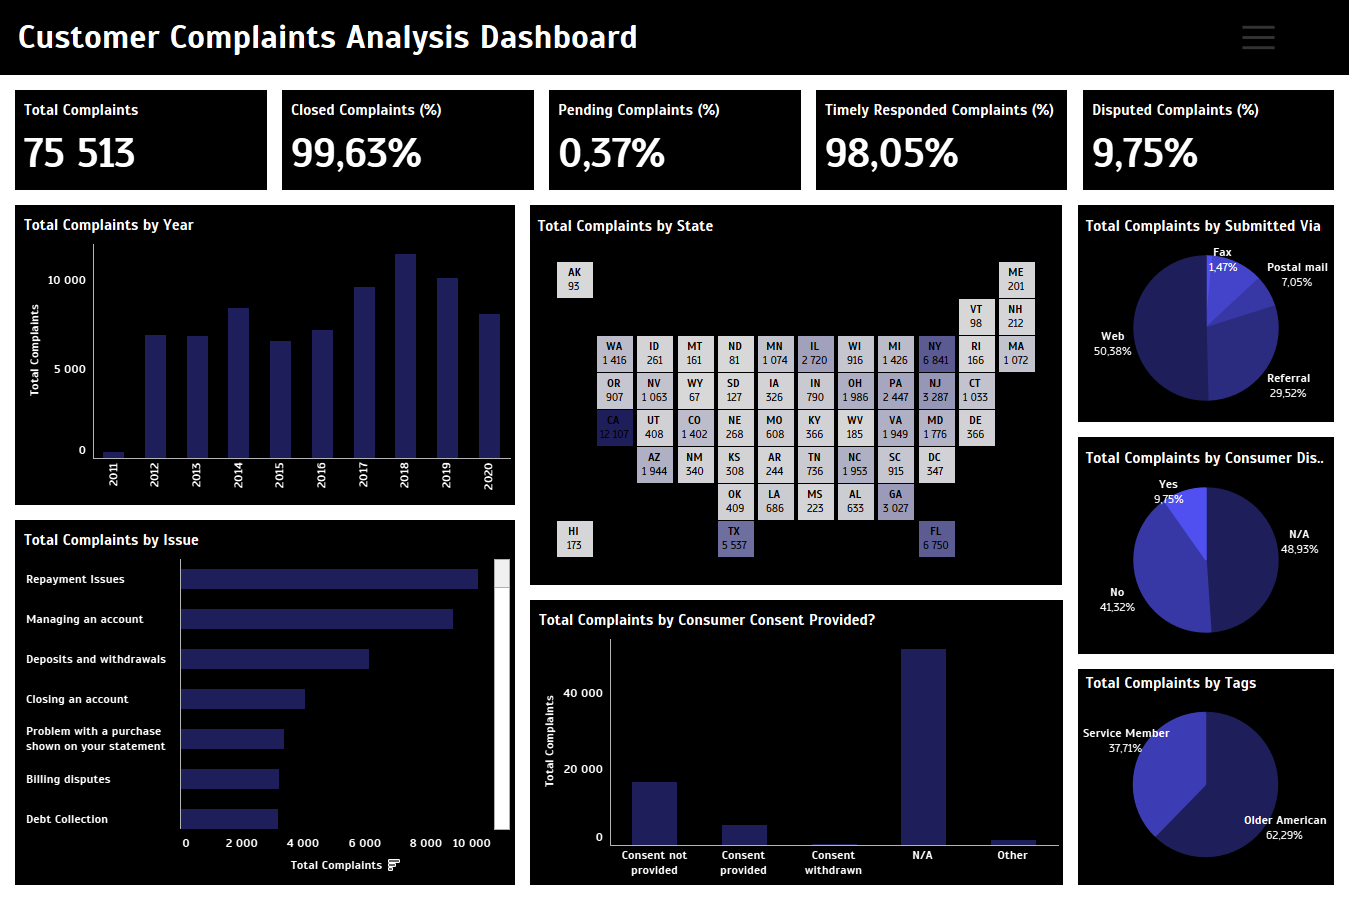 Customer Complaints Analysis Dashboard
Total Complaints
75 513
Closed Complaints (%)
99,63%
Pending Complaints (%)
0,37%
Timely Responded Complaints (%)
98,05%
Disputed Complaints (%)
9,75%
Total Complaints by Year
Total Complaints
10 000
5 000
0
2011
2012
2013
2014
2015
2016
2017
2018
2019
2020
Total Complaints by Issue
Repayment Issues
Managing an account
Deposits and withdrawals
Closing an account
Problem with a purchase
shown on your statement
Billing disputes
Debt Collection
0 2 000 4 000 6 000 8 000 10 000
Total Complaints
Total Complaints by State
AK
93
ME
201
VT
98
NH
212
WA
1 416
ID
261
MT
161
ND
81
MN
1 074
IL
2 720
WI
916
MI
1 426
NY
6 841
RI
166
MA
1 072
OR
907
NV
1 063
WY
67
SD
127
IA
326
IN
790
OH
1 986
PA
2 447
NJ
3 287
CT
1 033
CA
12 107
UT
408
CO
1 402
NE
268
MO
608
KY
366
WV
185
VA
1 949
MD
1 776
DE
366
AZ
1 944
NM
340
KS
308
AR
244
TN
736
NC
1 953
SC
915
DC
347
OK
409
LA
686
MS
223
AL
633
GA
3 027
HI
173
TX
5 537
FL
6 750
Total Complaints by Consumer Consent Provided?
Total Complaints
40 000
20 000
0
Consent not
provided
Consent
provided
Consent
withdrawn
N/A
Other
Total Complaints by Submitted Via
Fax
1,47%
Postal mail
7,05%
Web
50,38%
Referral
29,52%
Total Complaints by Consumer Dis..
Yes
9,75%
N/A
48,93%
No
41,32%
Total Complaints by Tags
Service Member
37,71%
Older American
62,29%